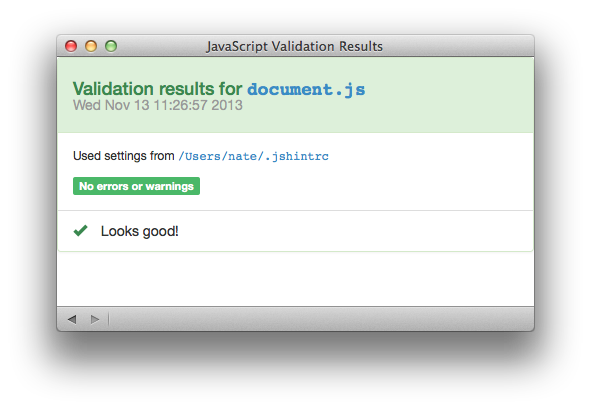 JavaScript Validation Results
Validation results for document.js
Wed Nov 13 11:26:57 2013
Used settings from /Users/nate/.jshintrc
No errors or warnings
Looks good!